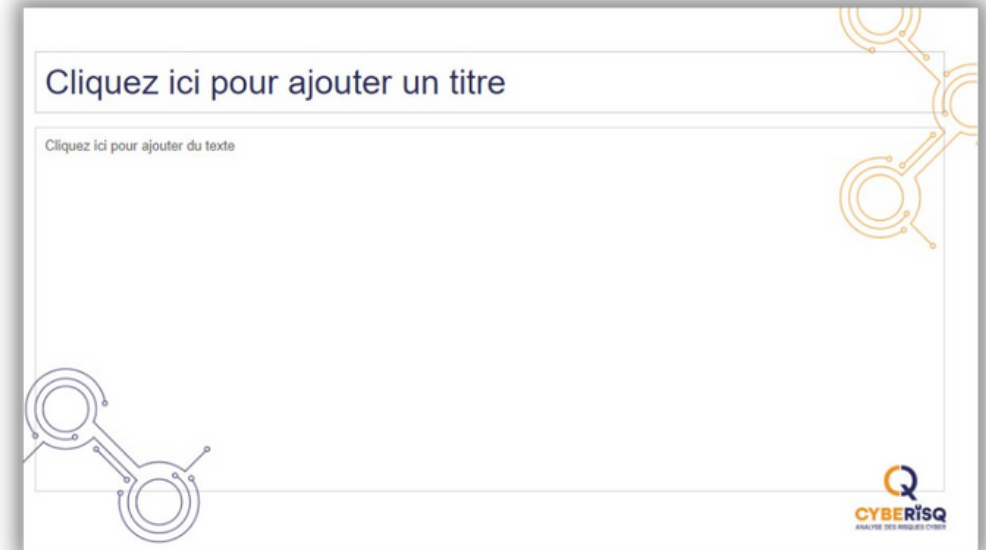 Cliquez ici pour ajouter un titre
Cliquez ici pour ajouter du texte
CYBERISQ
ANALYSE DES RISQUES CYBER